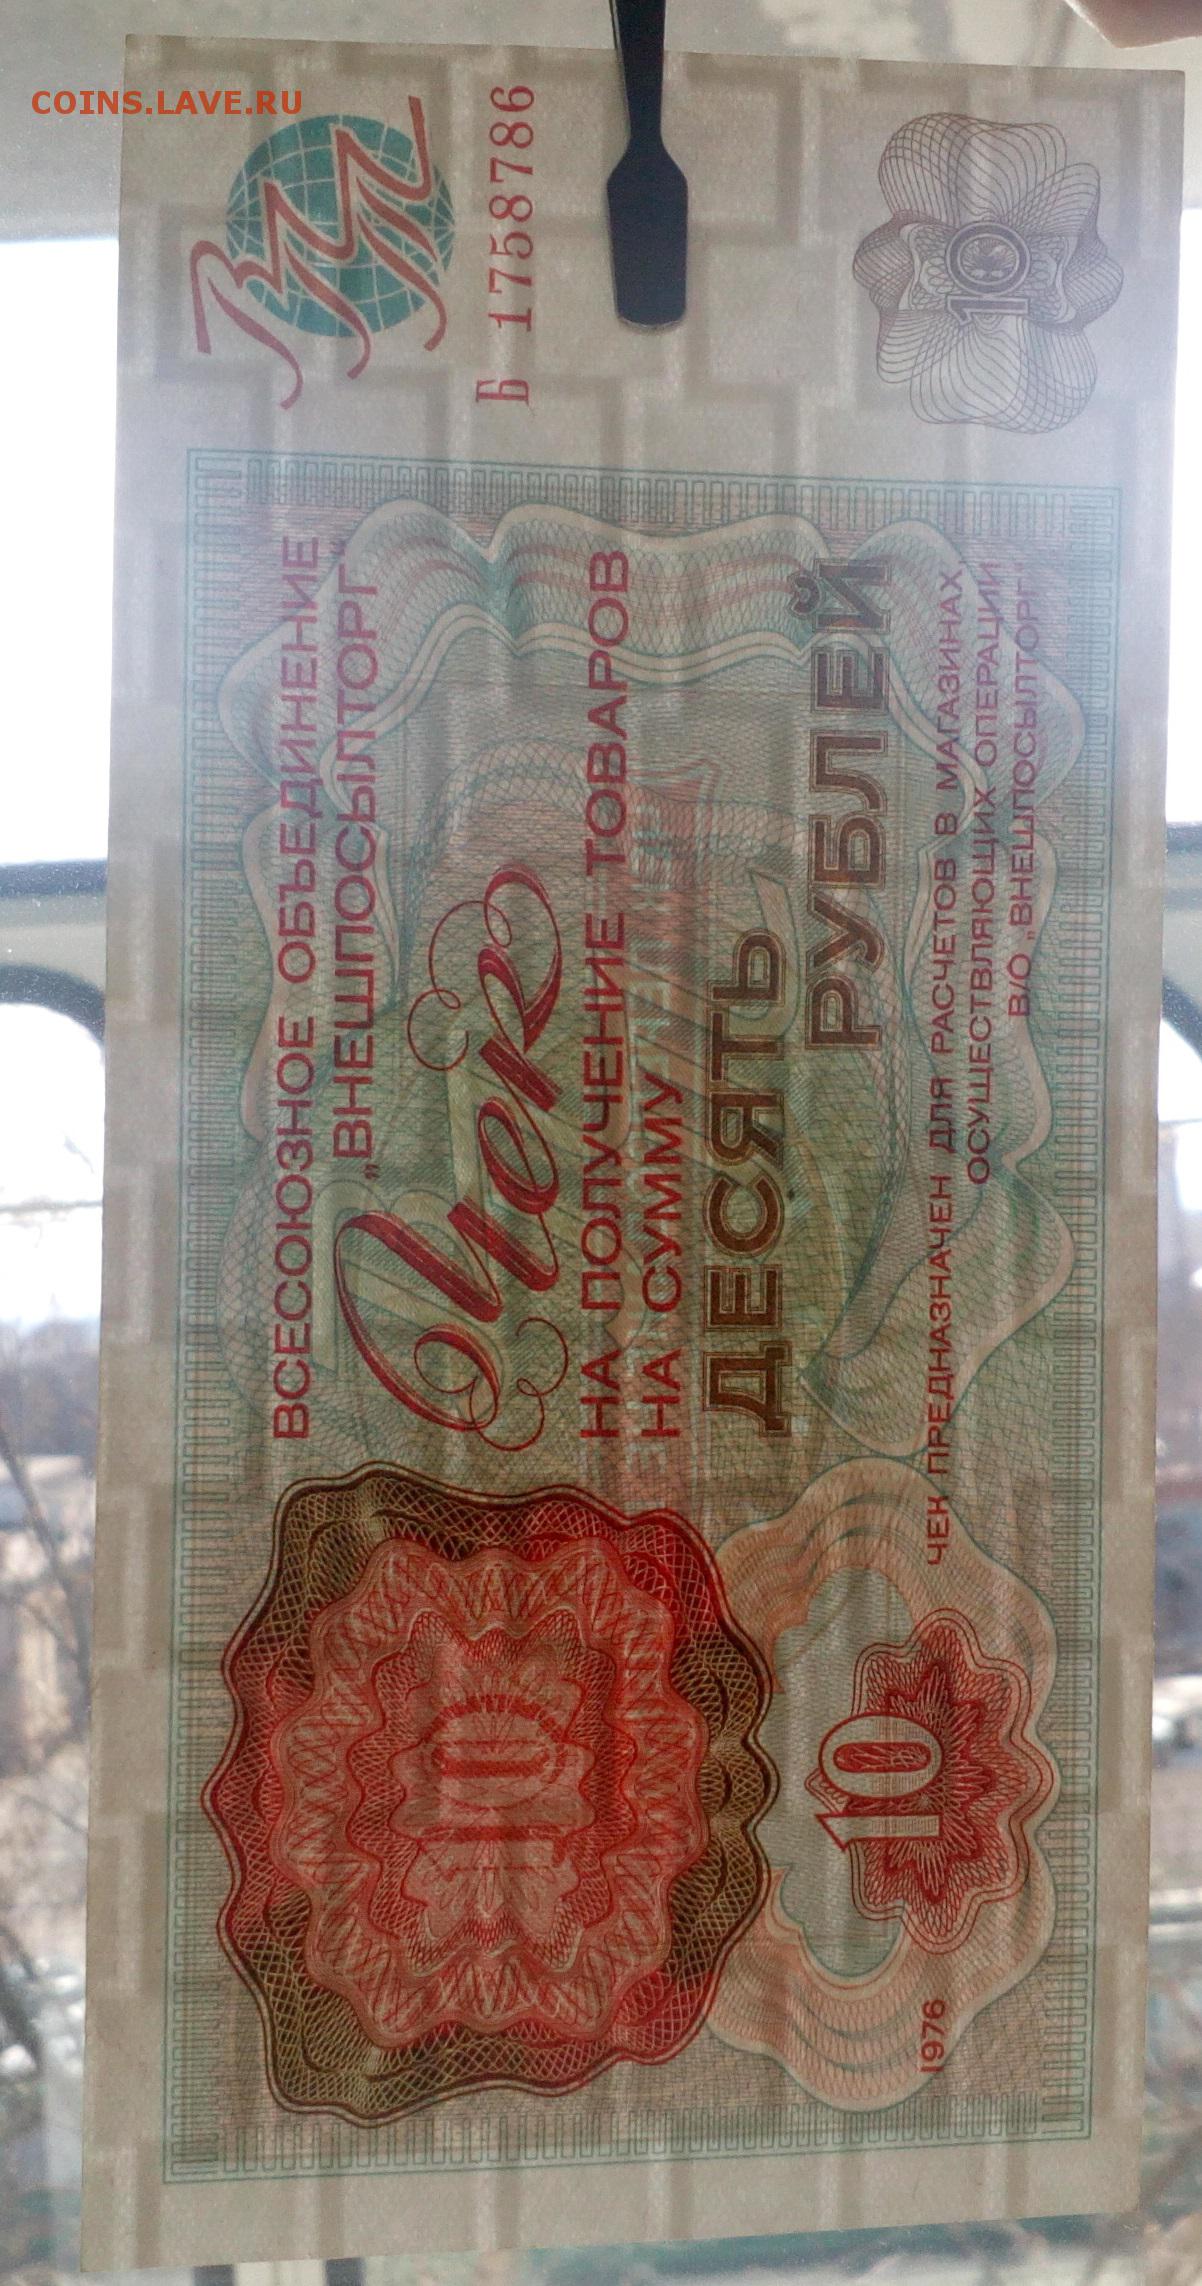 COINS.LAVE.RU
ВСЕСОЮЗНОЕ ОБЪЕДИНЕНИЕ
„ВНЕШПОСЫЛТОРГ“
Чек
НА ПОЛУЧЕНИЕ ТОВАРОВ
НА СУММУ
ДЕСЯТЬ
РУБЛЕЙ
ЧЕК ПРЕДНАЗНАЧЕН ДЛЯ РАСЧЕТОВ В МАГАЗИНАХ,
ОСУЩЕСТВЛЯЮЩИХ ОПЕРАЦИИ
В/О „ВНЕШПОСЫЛТОРГ“
10
10
1976
ВПТ
Б 1758786
10